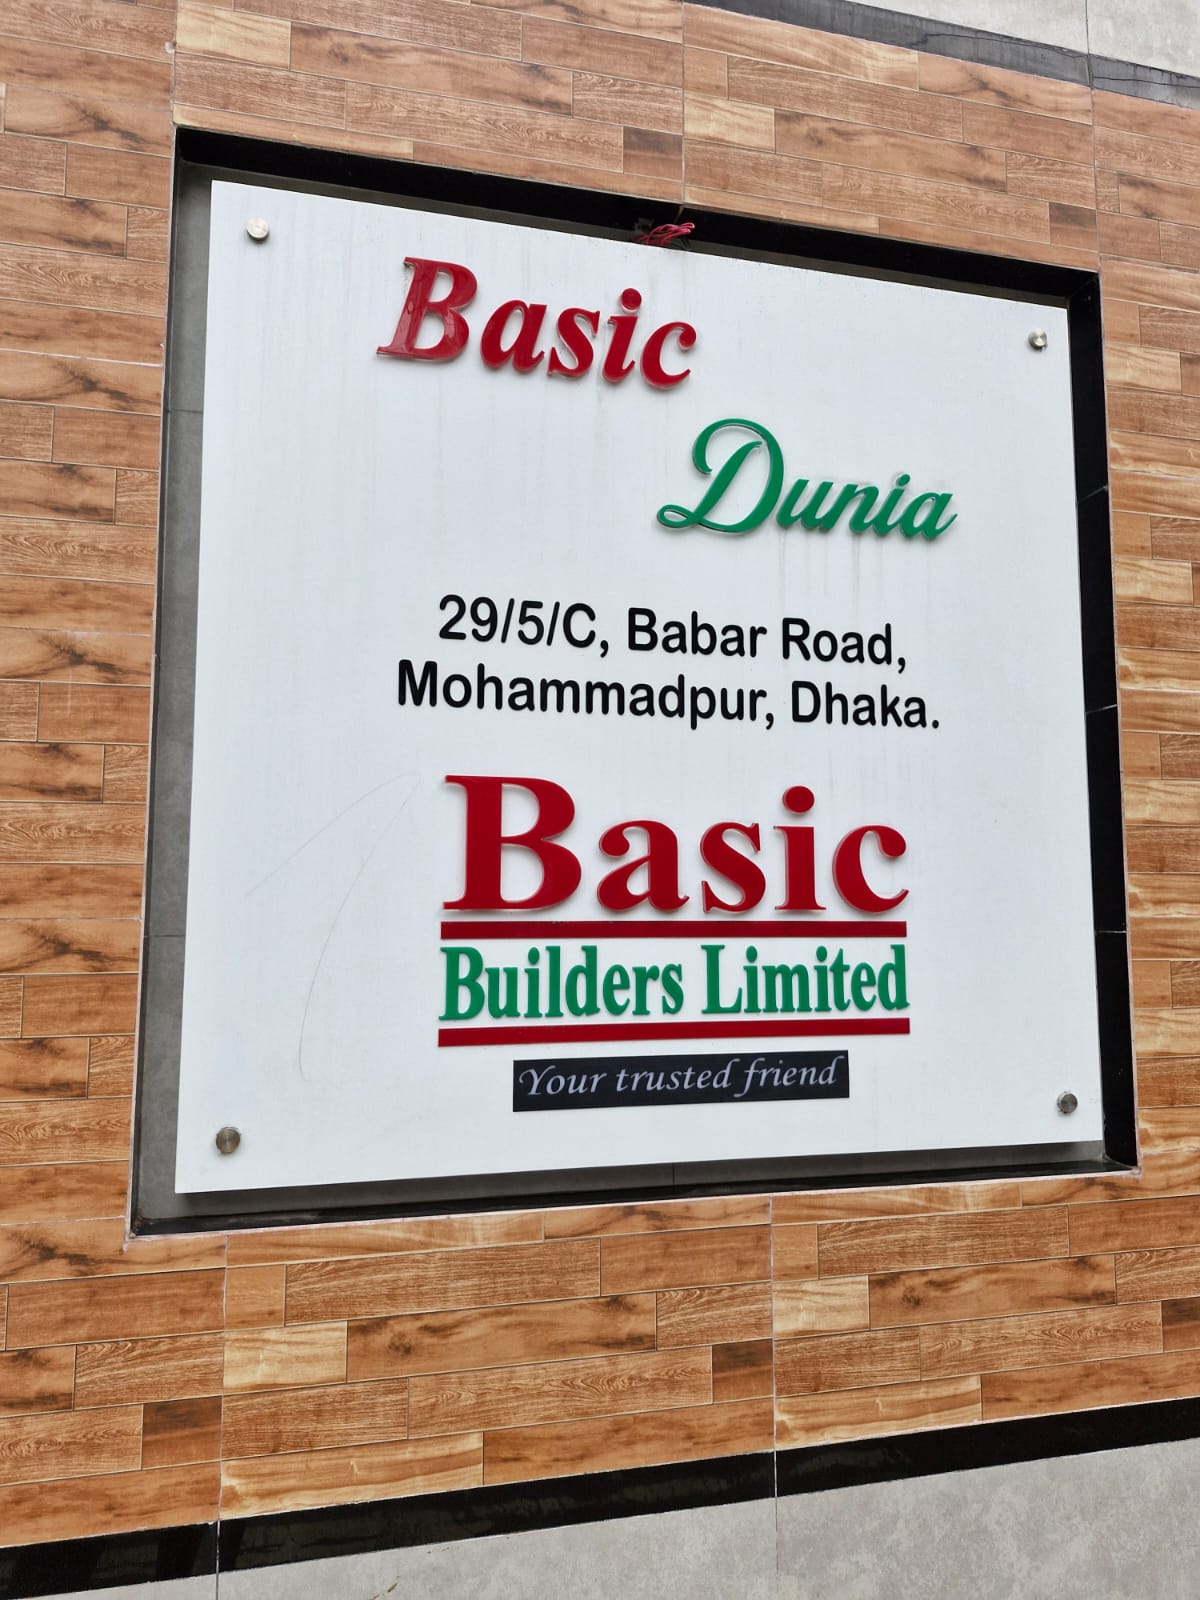 Basic
Dunia
29/5/C, Babar Road,
Mohammadpur, Dhaka.
Basic
Builders Limited
Your trusted friend